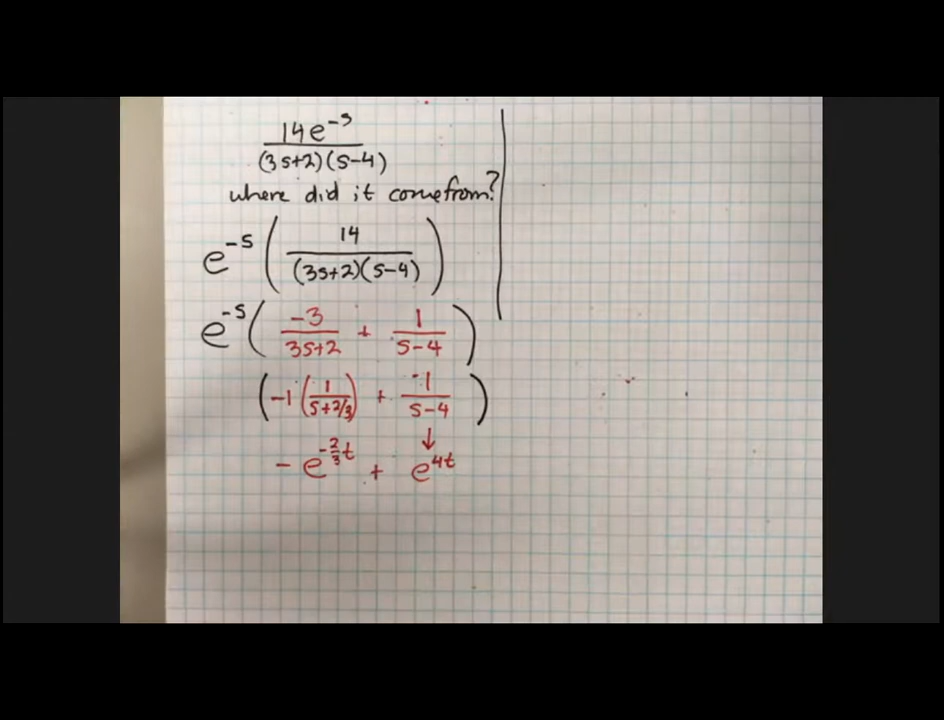 14e^{-s}
(3s+2)(s-4)
where did it come from?
e^{-s} ( 14 / (3s+2)(s-4) )
e^{-s} ( -3 / 3s+2 + 1 / s-4 )
( -1 ( 1 / s+2/3 ) + 1 / s-4 )
↓
- e^{-2/3 t} + e^{4t}